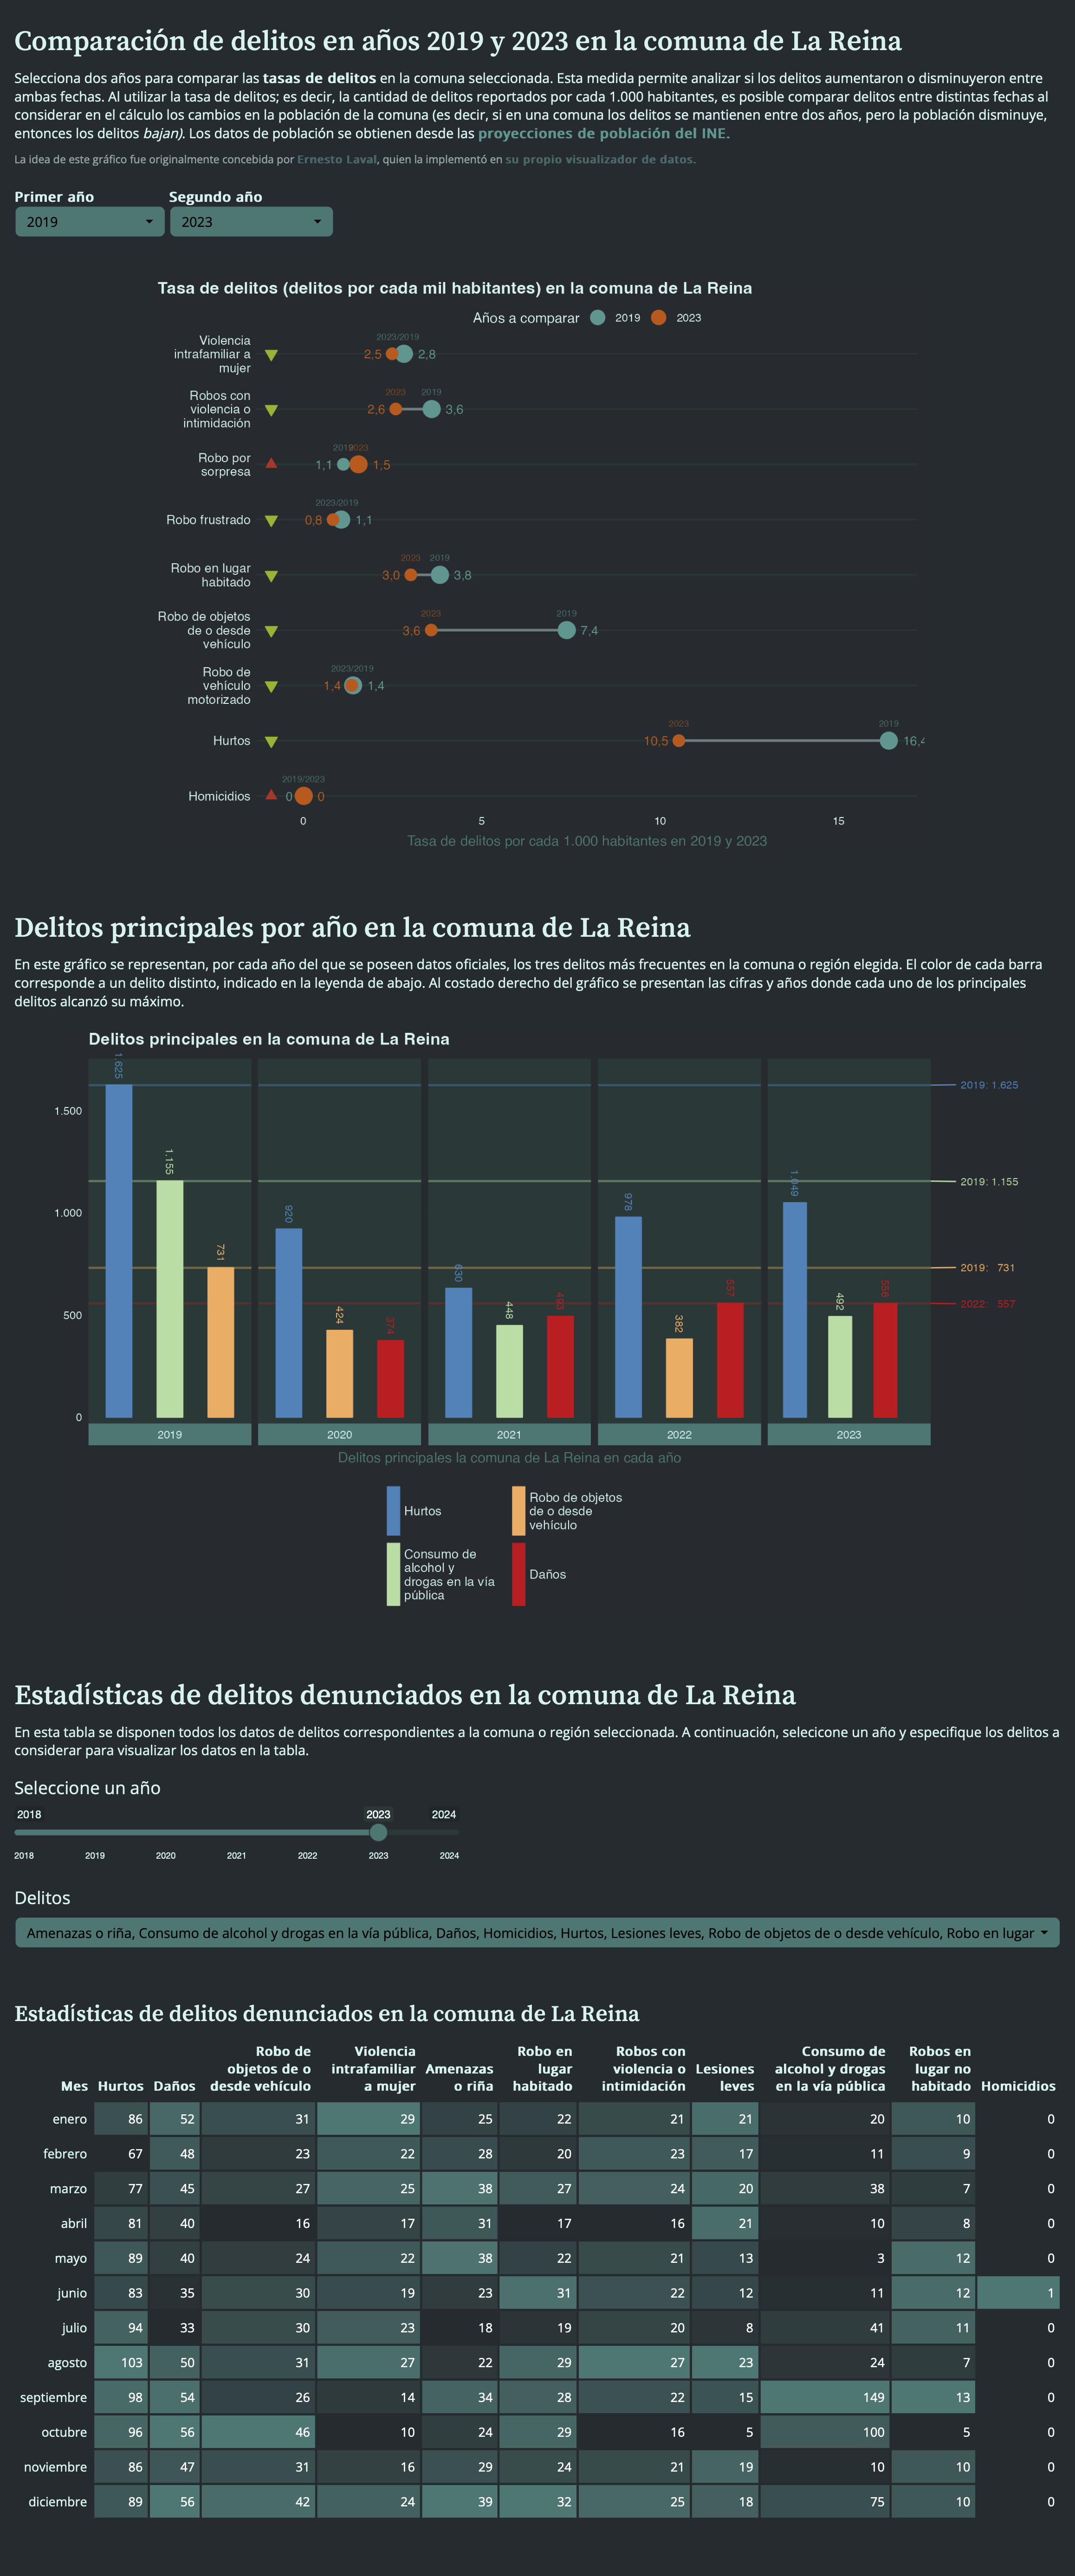 Comparación de delitos en años 2019 y 2023 en la comuna de La Reina
Selecciona dos años para comparar las tasas de delitos en la comuna seleccionada. Esta medida permite analizar si los delitos aumentaron o disminuyeron entre
ambas fechas. Al utilizar la tasa de delitos; es decir, la cantidad de delitos reportados por cada 1.000 habitantes, es posible comparar delitos entre distintas fechas al
considerar en el cálculo los cambios en la población de la comuna (es decir, si en una comuna los delitos se mantienen entre dos años, pero la población disminuye,
entonces los delitos bajan). Los datos de población se obtienen desde las proyecciones de población del INE.
La idea de este gráfico fue originalmente concebida por Ernesto Laval, quien la implementó en su propio visualizador de datos.
Primer año Segundo año
2019 2023
Tasa de delitos (delitos por cada mil habitantes) en la comuna de La Reina
Años a comparar 2019 2023
2023/2019
Violencia
intrafamiliar a
mujer
2,5 2,8
2023 2019
Robos con
violencia o
intimidación
2,6 3,6
2019 2023
Robo por
sorpresa
1,1 1,5
2023/2019
Robo frustrado
0,8 1,1
2023 2019
Robo en lugar
habitado
3,0 3,8
2023 2019
Robo de objetos
de o desde
vehículo
3,6 7,4
2023/2019
Robo de
vehículo
motorizado
1,4 1,4
2023 2019
Hurtos
10,5 16,4
2019/2023
Homicidios
0 0
0 5 10 15
Tasa de delitos por cada 1.000 habitantes en 2019 y 2023
Delitos principales por año en la comuna de La Reina
En este gráfico se representan, por cada año del que se poseen datos oficiales, los tres delitos más frecuentes en la comuna o región elegida. El color de cada barra
corresponde a un delito distinto, indicado en la leyenda de abajo. Al costado derecho del gráfico se presentan las cifras y años donde cada uno de los principales
delitos alcanzó su máximo.
Delitos principales en la comuna de La Reina
1.500
1.000
500
0
1.625 1.155 731
920 424 374
630 448 493
978 382 557
1.049 492 556
2019: 1.625
2019: 1.155
2019: 731
2022: 557
2019 2020 2021 2022 2023
Delitos principales la comuna de La Reina en cada año
Hurtos
Robo de objetos
de o desde
vehículo
Consumo de
alcohol y
drogas en la vía
pública
Daños
Estadísticas de delitos denunciados en la comuna de La Reina
En esta tabla se disponen todos los datos de delitos correspondientes a la comuna o región seleccionada. A continuación, selecicone un año y especifique los delitos a
considerar para visualizar los datos en la tabla.
Seleccione un año
2018 2023 2024
2018 2019 2020 2021 2022 2023 2024
Delitos
Amenazas o riña, Consumo de alcohol y drogas en la vía pública, Daños, Homicidios, Hurtos, Lesiones leves, Robo de objetos de o desde vehículo, Robo en lugar
Estadísticas de delitos denunciados en la comuna de La Reina
Mes Hurtos Daños Robo de objetos de o desde vehículo Violencia intrafamiliar a mujer Amenazas o riña Robo en lugar habitado Robos con violencia o intimidación Lesiones leves Consumo de alcohol y drogas en la vía pública Robos en lugar no habitado Homicidios
enero 86 52 31 29 25 22 21 21 20 10 0
febrero 67 48 23 22 28 20 23 17 11 9 0
marzo 77 45 27 25 38 27 24 20 38 7 0
abril 81 40 16 17 31 17 16 21 10 8 0
mayo 89 40 24 22 38 22 21 13 3 12 0
junio 83 35 30 19 23 31 22 12 11 12 1
julio 94 33 30 23 18 19 20 8 41 11 0
agosto 103 50 31 27 22 29 27 23 24 7 0
septiembre 98 54 26 14 34 28 22 15 149 13 0
octubre 96 56 46 10 24 29 16 5 100 5 0
noviembre 86 47 31 16 29 24 21 19 10 10 0
diciembre 89 56 42 24 39 32 25 18 75 10 0